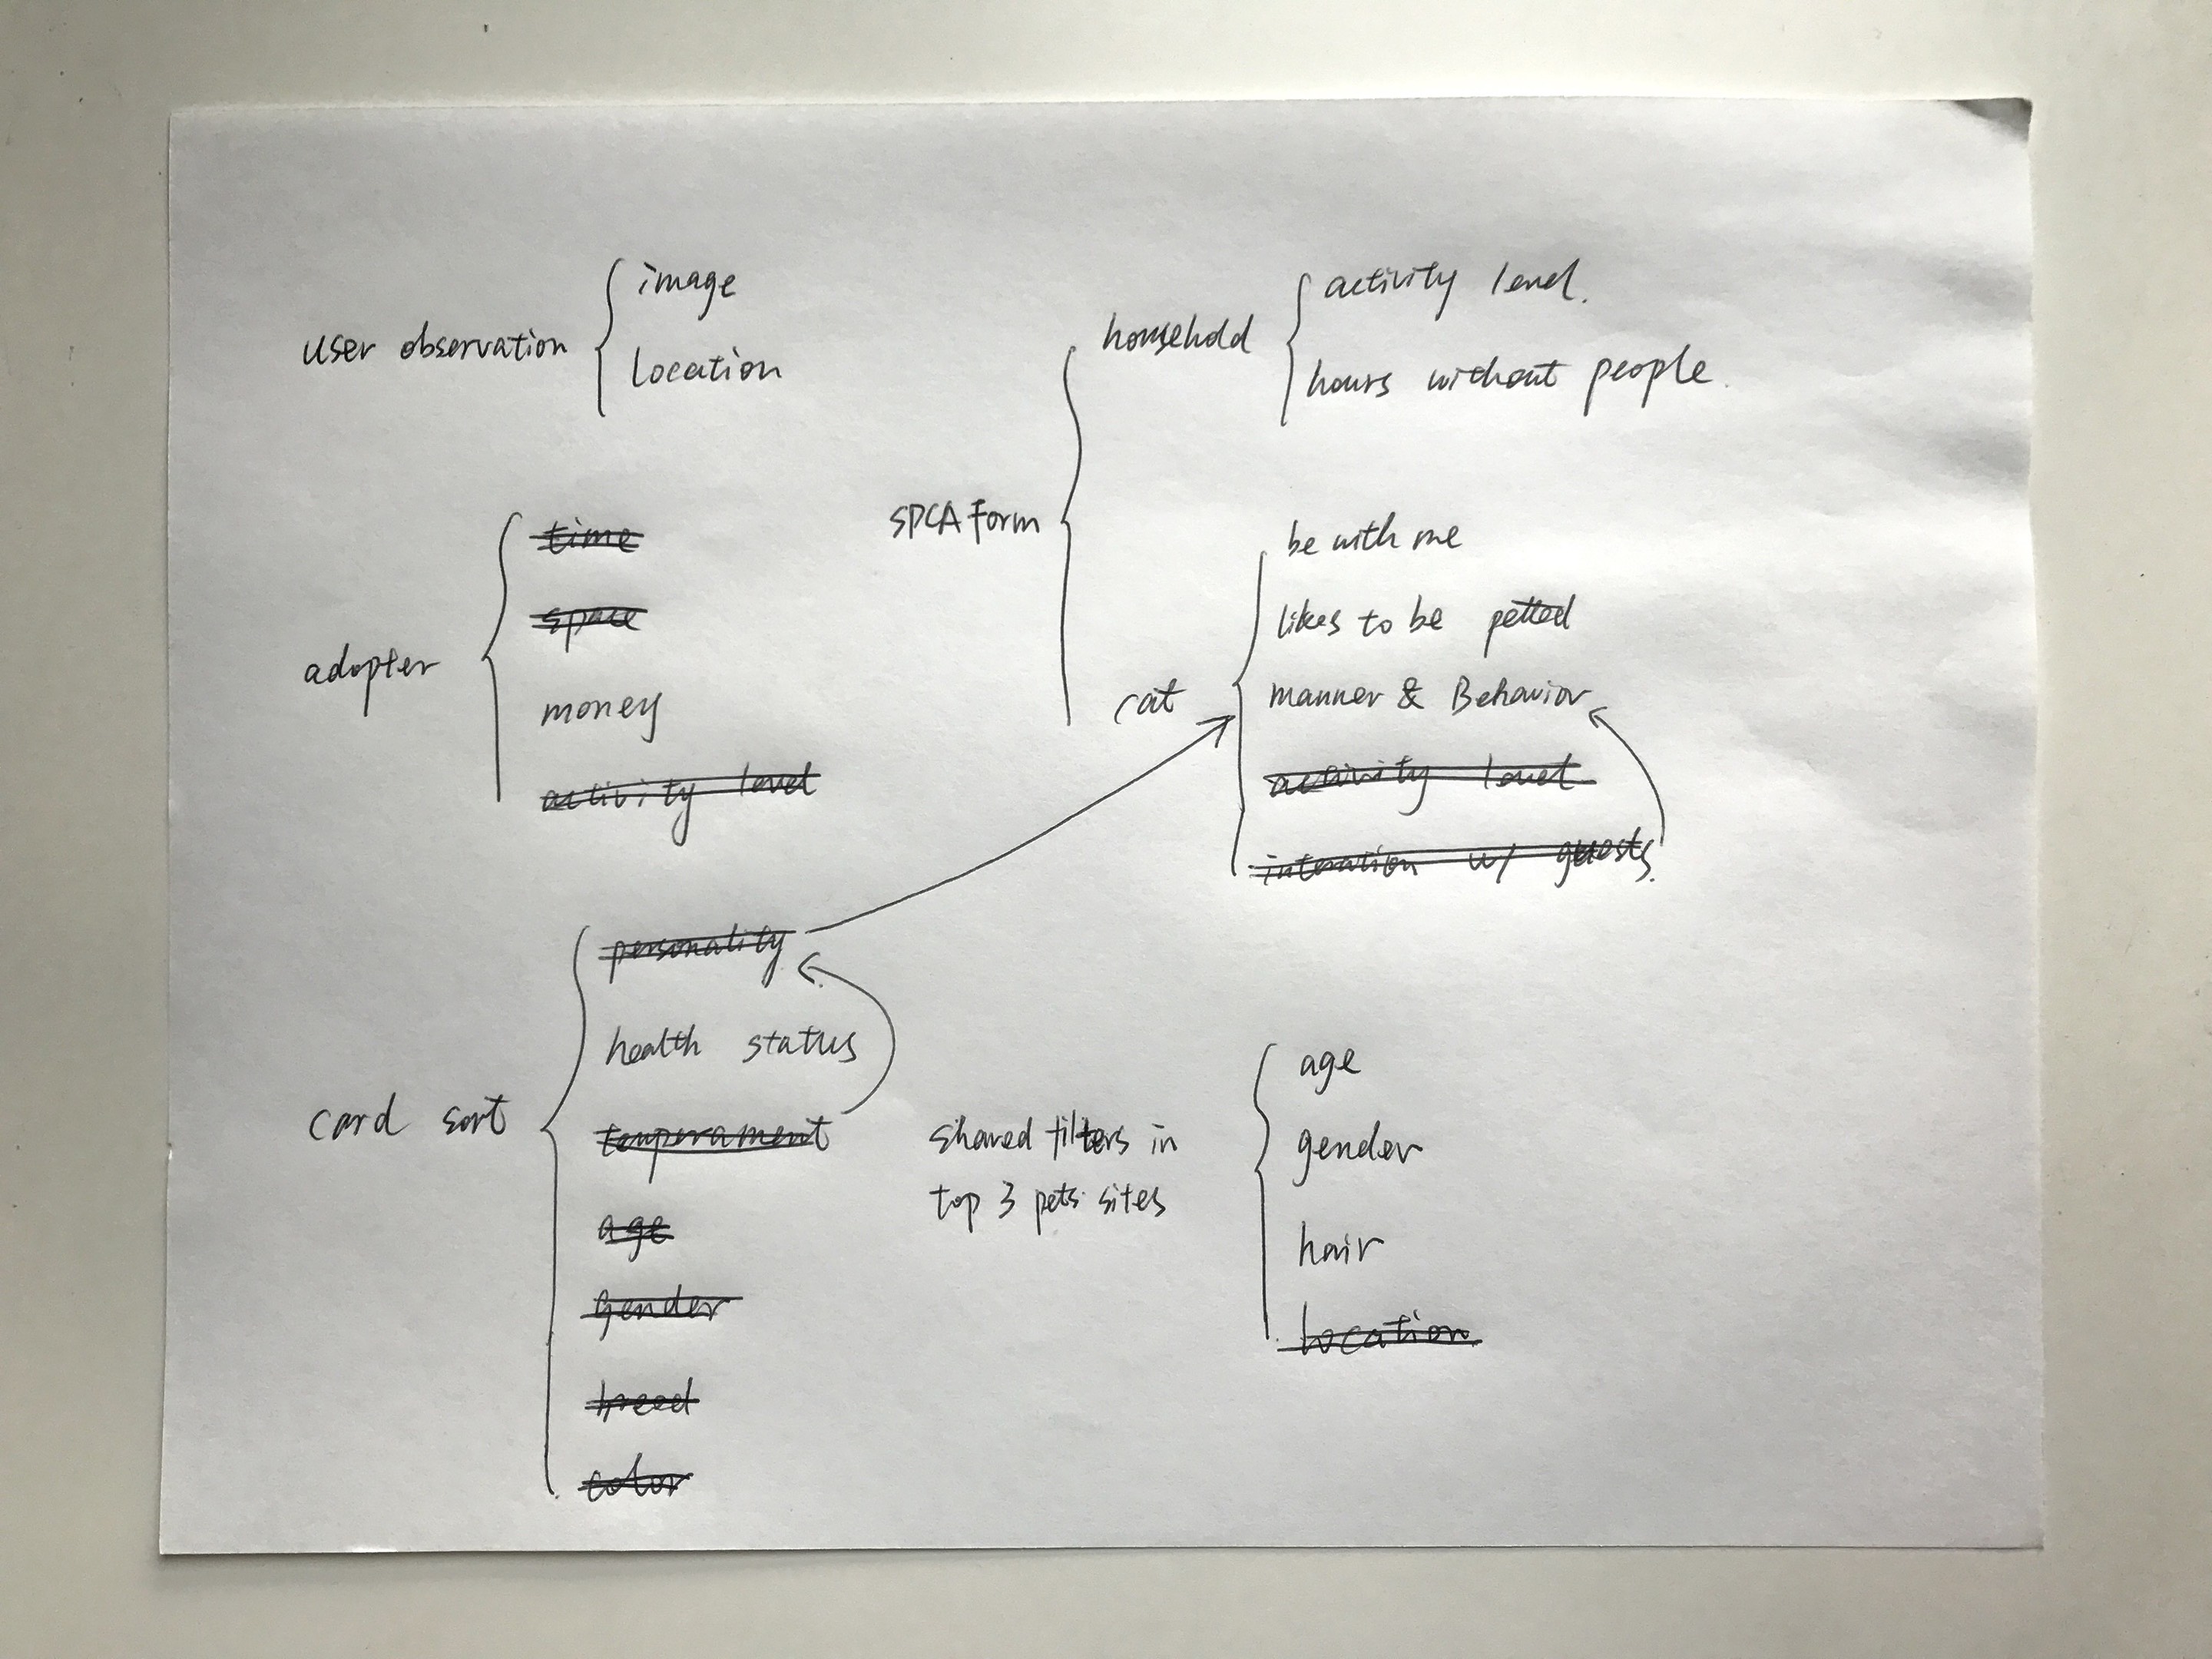 user observation
image
location
adopter
time
space
money
activity level
card sort
personality
health status
temperament
age
gender
breed
color
SPCA Form
household
activity level.
hours without people.
cat
be with me
likes to be petted
manner & Behavior
activity level
interation w/ guests.
shared filters in
top 3 pets sites
age
gender
hair
location